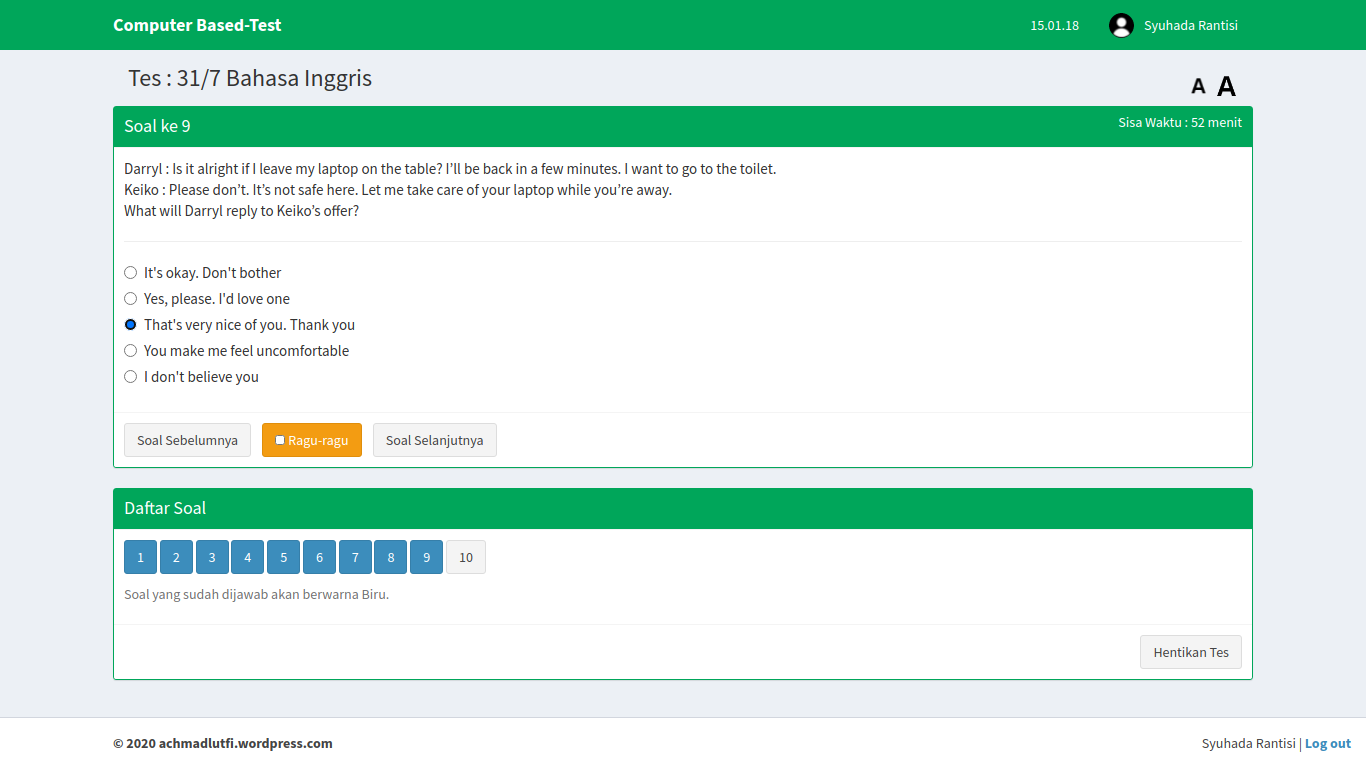 Computer Based-Test
15.01.18
Syuhada Rantisi
Tes : 31/7 Bahasa Inggris
A A
Soal ke 9
Sisa Waktu : 52 menit
Darryl : Is it alright if I leave my laptop on the table? I’ll be back in a few minutes. I want to go to the toilet.
Keiko : Please don’t. It’s not safe here. Let me take care of your laptop while you’re away.
What will Darryl reply to Keiko’s offer?
It's okay. Don't bother
Yes, please. I'd love one
That's very nice of you. Thank you
You make me feel uncomfortable
I don't believe you
Soal Sebelumnya
Ragu-ragu
Soal Selanjutnya
Daftar Soal
1 2 3 4 5 6 7 8 9 10
Soal yang sudah dijawab akan berwarna Biru.
Hentikan Tes
© 2020 achmadlutfi.wordpress.com
Syuhada Rantisi | Log out